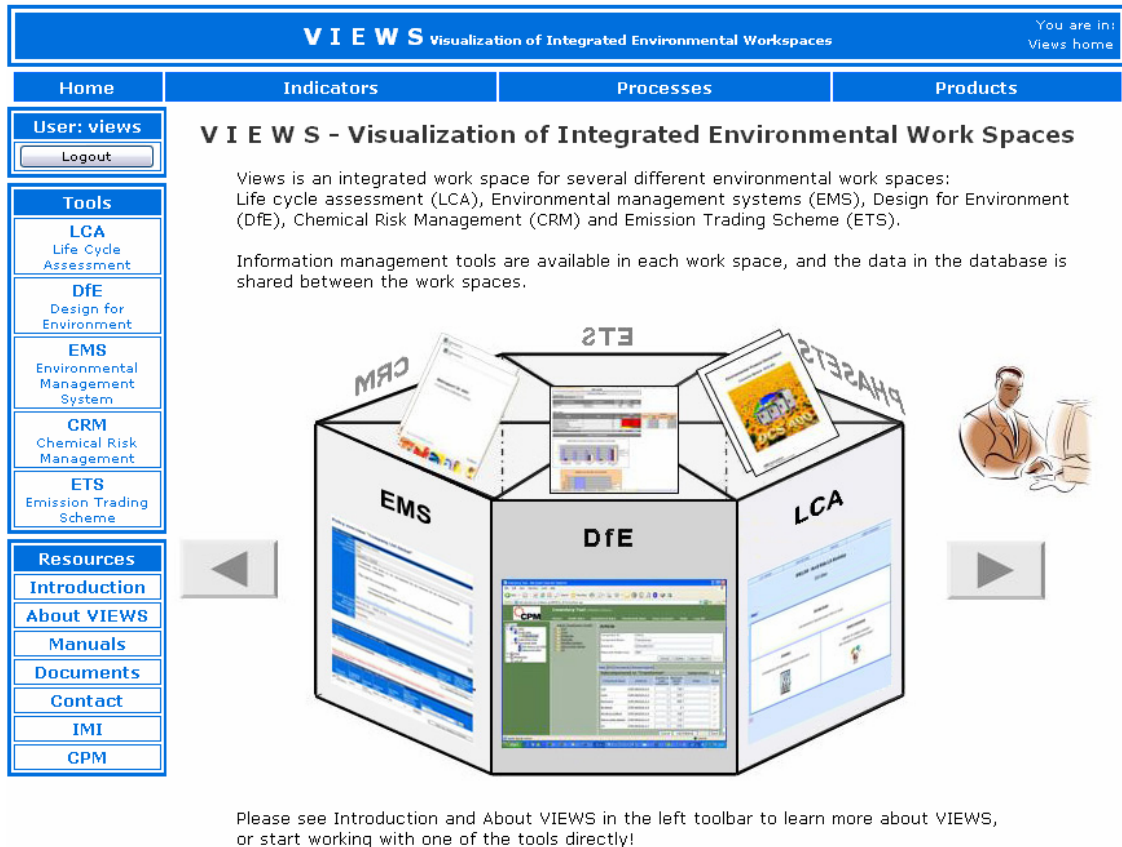 V I E W S Visualization of Integrated Environmental Workspaces
You are in:
Views home
Home
Indicators
Processes
Products
User: views
Logout
Tools
LCA
Life Cycle
Assessment
DfE
Design for
Environment
EMS
Environmental
Management
System
CRM
Chemical Risk
Management
ETS
Emission Trading
Scheme
Resources
Introduction
About VIEWS
Manuals
Documents
Contact
IMI
CPM
V I E W S - Visualization of Integrated Environmental Work Spaces
Views is an integrated work space for several different environmental work spaces:
Life cycle assessment (LCA), Environmental management systems (EMS), Design for Environment
(DfE), Chemical Risk Management (CRM) and Emission Trading Scheme (ETS).
Information management tools are available in each work space, and the data in the database is
shared between the work spaces.
CRM
ETS
PHASETS
DCS 400
EMS
DfE
LCA
CPM
Please see Introduction and About VIEWS in the left toolbar to learn more about VIEWS,
or start working with one of the tools directly!